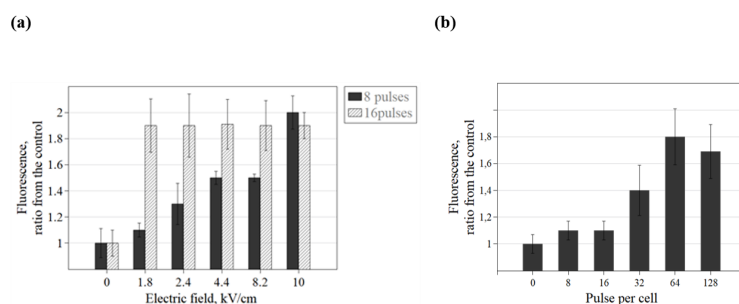 (a)
(b)
8 pulses
16pulses
Fluorescence,
ratio from the control
2
1.8
1.6
1.4
1.2
1
0
1.8
2.4
4.4
8.2
10
Electric field, kV/cm
Fluorescence,
ratio from the control
1,8
1,6
1,4
1,2
1
0
8
16
32
64
128
Pulse per cell